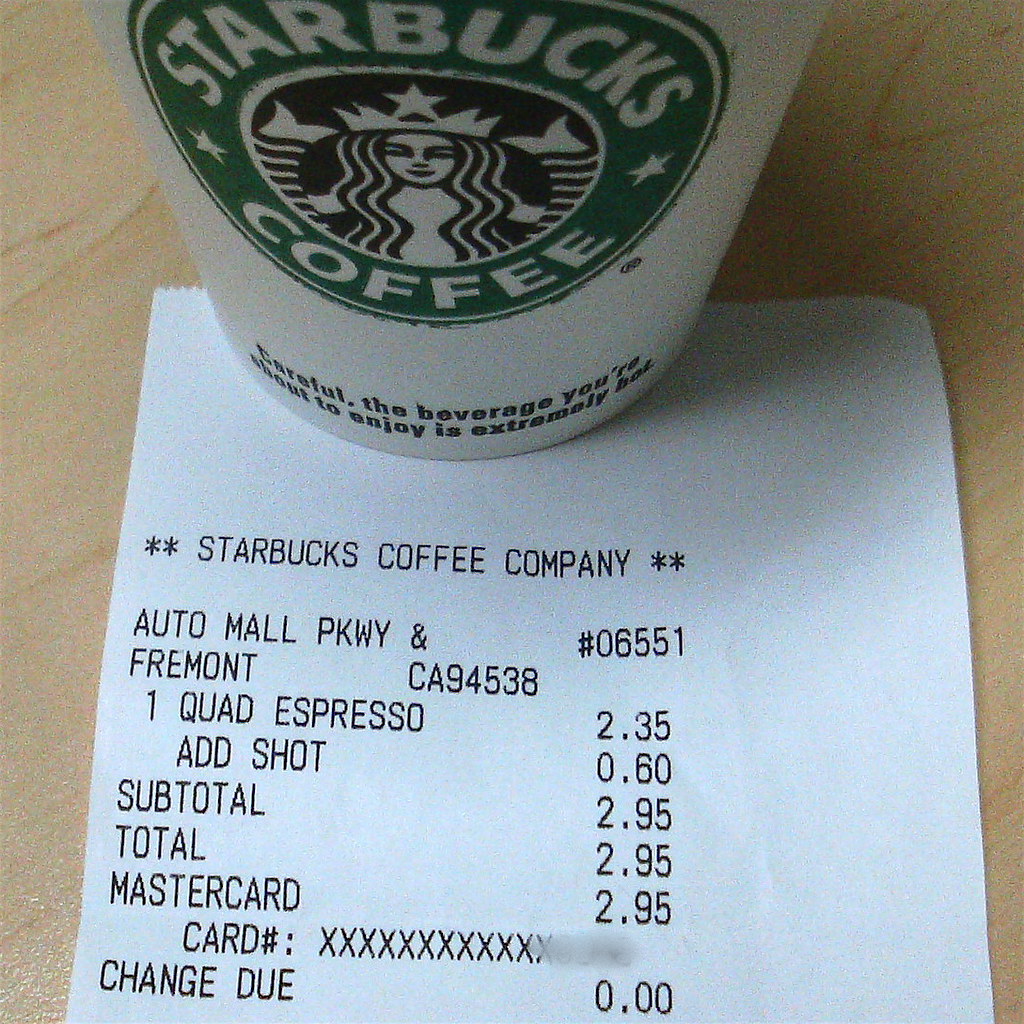 STARBUCKS
COFFEE
®
Careful, the beverage you're
about to enjoy is extremely hot.
** STARBUCKS COFFEE COMPANY **
AUTO MALL PKWY & #06551
FREMONT CA94538
1 QUAD ESPRESSO 2.35
ADD SHOT 0.60
SUBTOTAL 2.95
TOTAL 2.95
MASTERCARD 2.95
CARD#: XXXXXXXXXXXX
CHANGE DUE 0.00